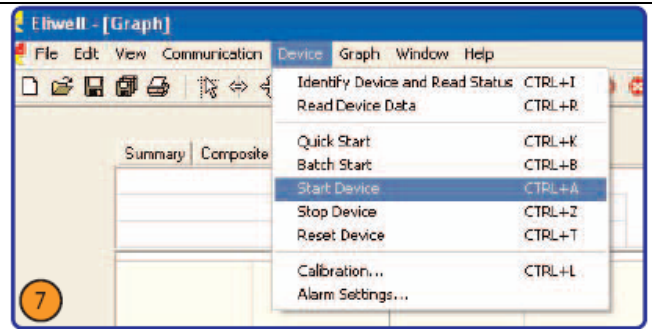 Eliwell - [Graph]
File Edit View Communication Device Graph Window Help
Identify Device and Read Status CTRL+I
Read Device Data CTRL+R
Quick Start CTRL+K
Batch Start CTRL+B
Summary Composite
Start Device CTRL+A
Stop Device CTRL+Z
Reset Device CTRL+T
Calibration... CTRL+L
Alarm Settings...
7